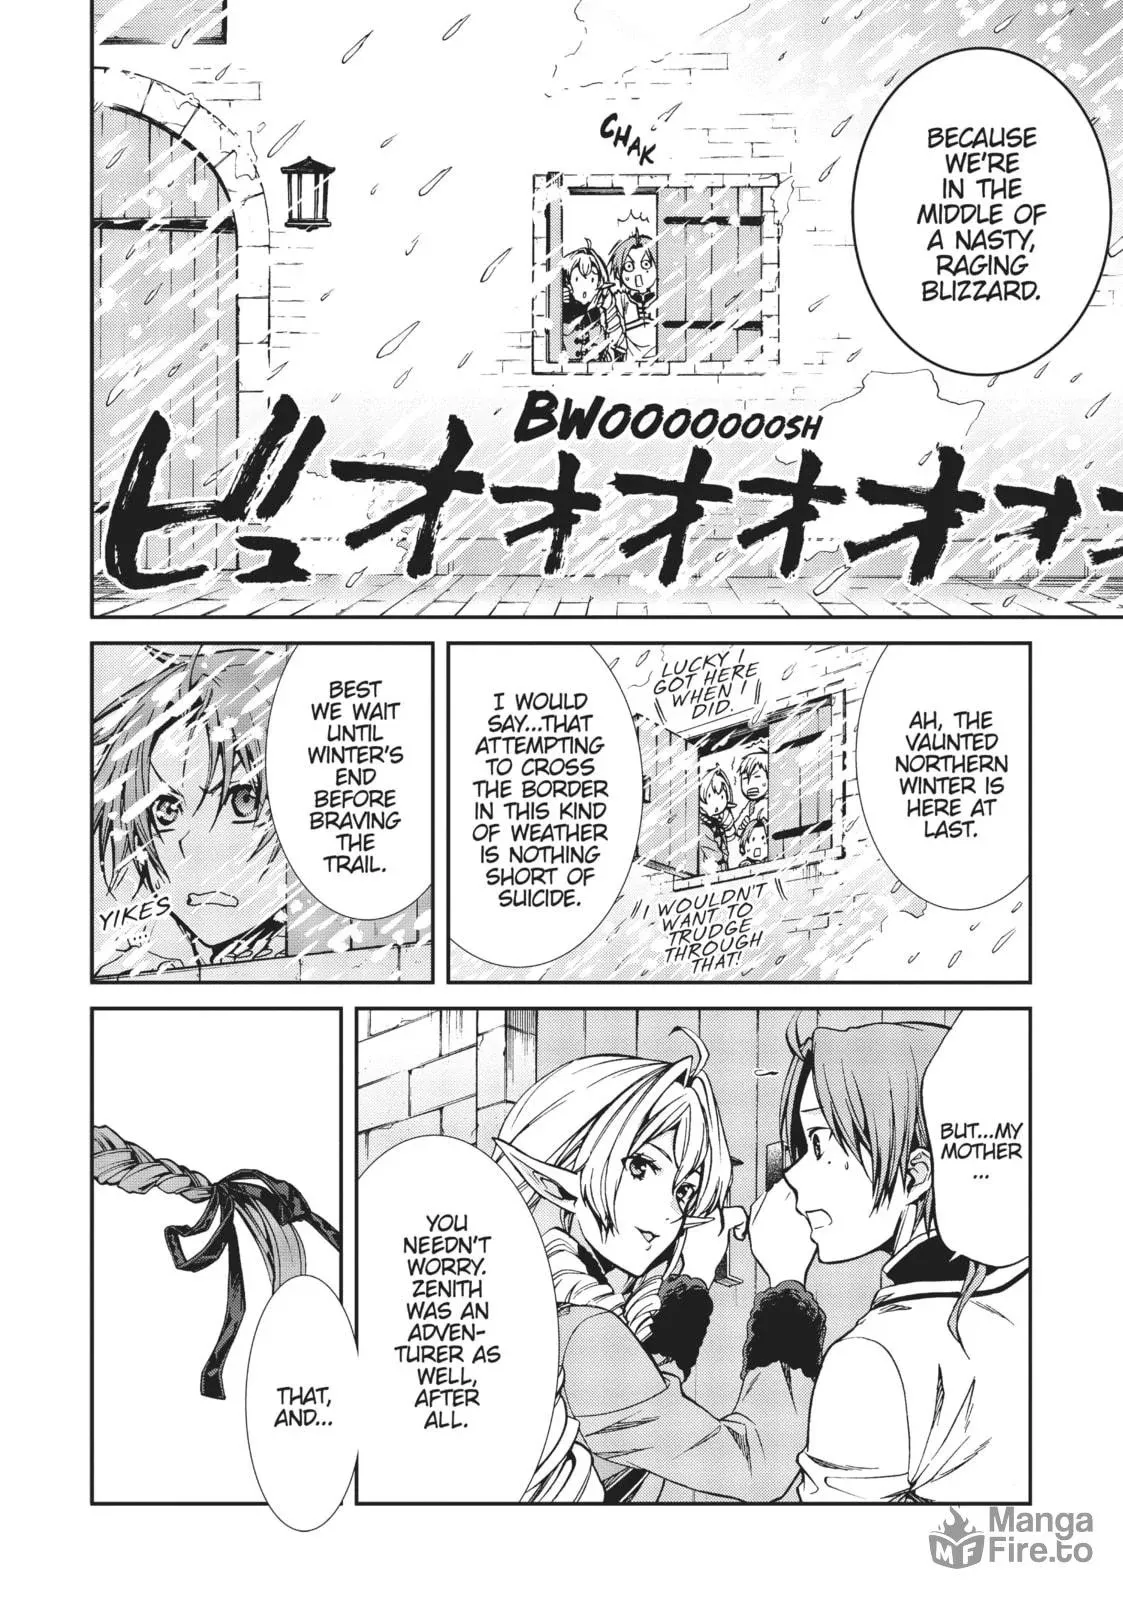 BECAUSE
WE'RE
IN THE
MIDDLE OF
A NASTY,
RAGING
BLIZZARD.
CHAK
BWOOOOOOOOSH
ビュオオオオオオオ
AH, THE
VAUNTED
NORTHERN
WINTER IS
HERE AT
LAST.
LUCKY I
GOT HERE
WHEN I
DID.
I WOULDN'T
WANT TO
TRUDGE
THROUGH
THAT!
I WOULD
SAY...THAT
ATTEMPTING
TO CROSS
THE BORDER
IN THIS KIND
OF WEATHER
IS NOTHING
SHORT OF
SUICIDE.
BEST
WE WAIT
UNTIL
WINTER'S
END
BEFORE
BRAVING
THE
TRAIL.
YIKES
....
BUT...MY
MOTHER
...
YOU
NEEDN'T
WORRY.
ZENITH
WAS AN
ADVEN-
TURER AS
WELL,
AFTER
ALL.
THAT,
AND...
Manga
MF Fire.to